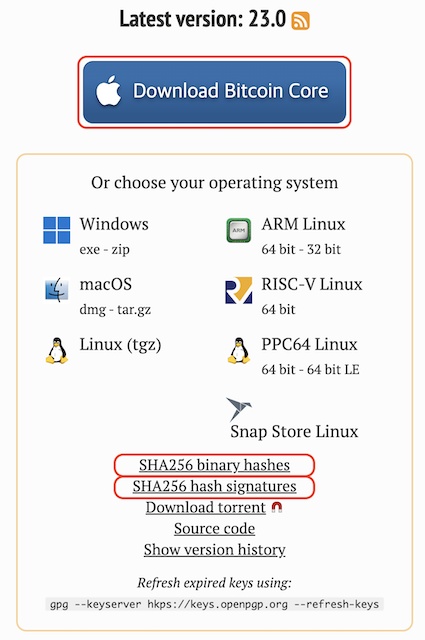 Latest version: 23.0
Download Bitcoin Core
Or choose your operating system
Windows
exe - zip
ARM
ARM Linux
64 bit - 32 bit
macOS
dmg - tar.gz
RISC-V Linux
64 bit
Linux (tgz)
PPC64 Linux
64 bit - 64 bit LE
Snap Store Linux
SHA256 binary hashes
SHA256 hash signatures
Download torrent
Source code
Show version history
Refresh expired keys using:
gpg --keyserver hkps://keys.openpgp.org --refresh-keys